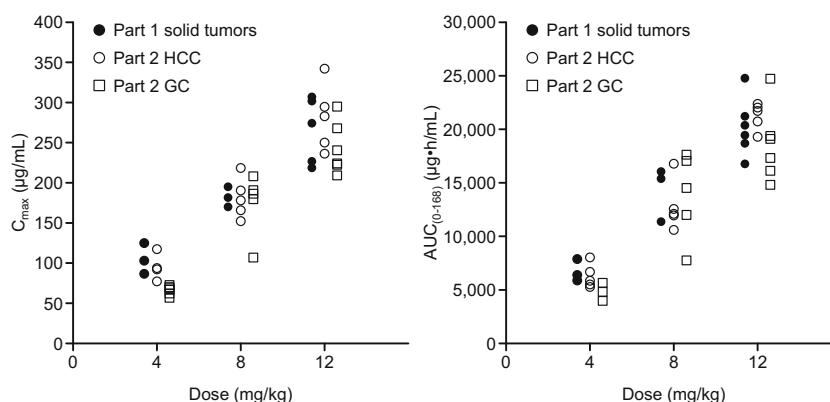 400
350
300
250
200
150
100
50
0
Cmax (µg/mL)
Part 1 solid tumors
Part 2 HCC
Part 2 GC
0 4 8 12
Dose (mg/kg)
30,000
25,000
20,000
15,000
10,000
5,000
0
AUC(0-168) (µg•h/mL)
Part 1 solid tumors
Part 2 HCC
Part 2 GC
0 4 8 12
Dose (mg/kg)